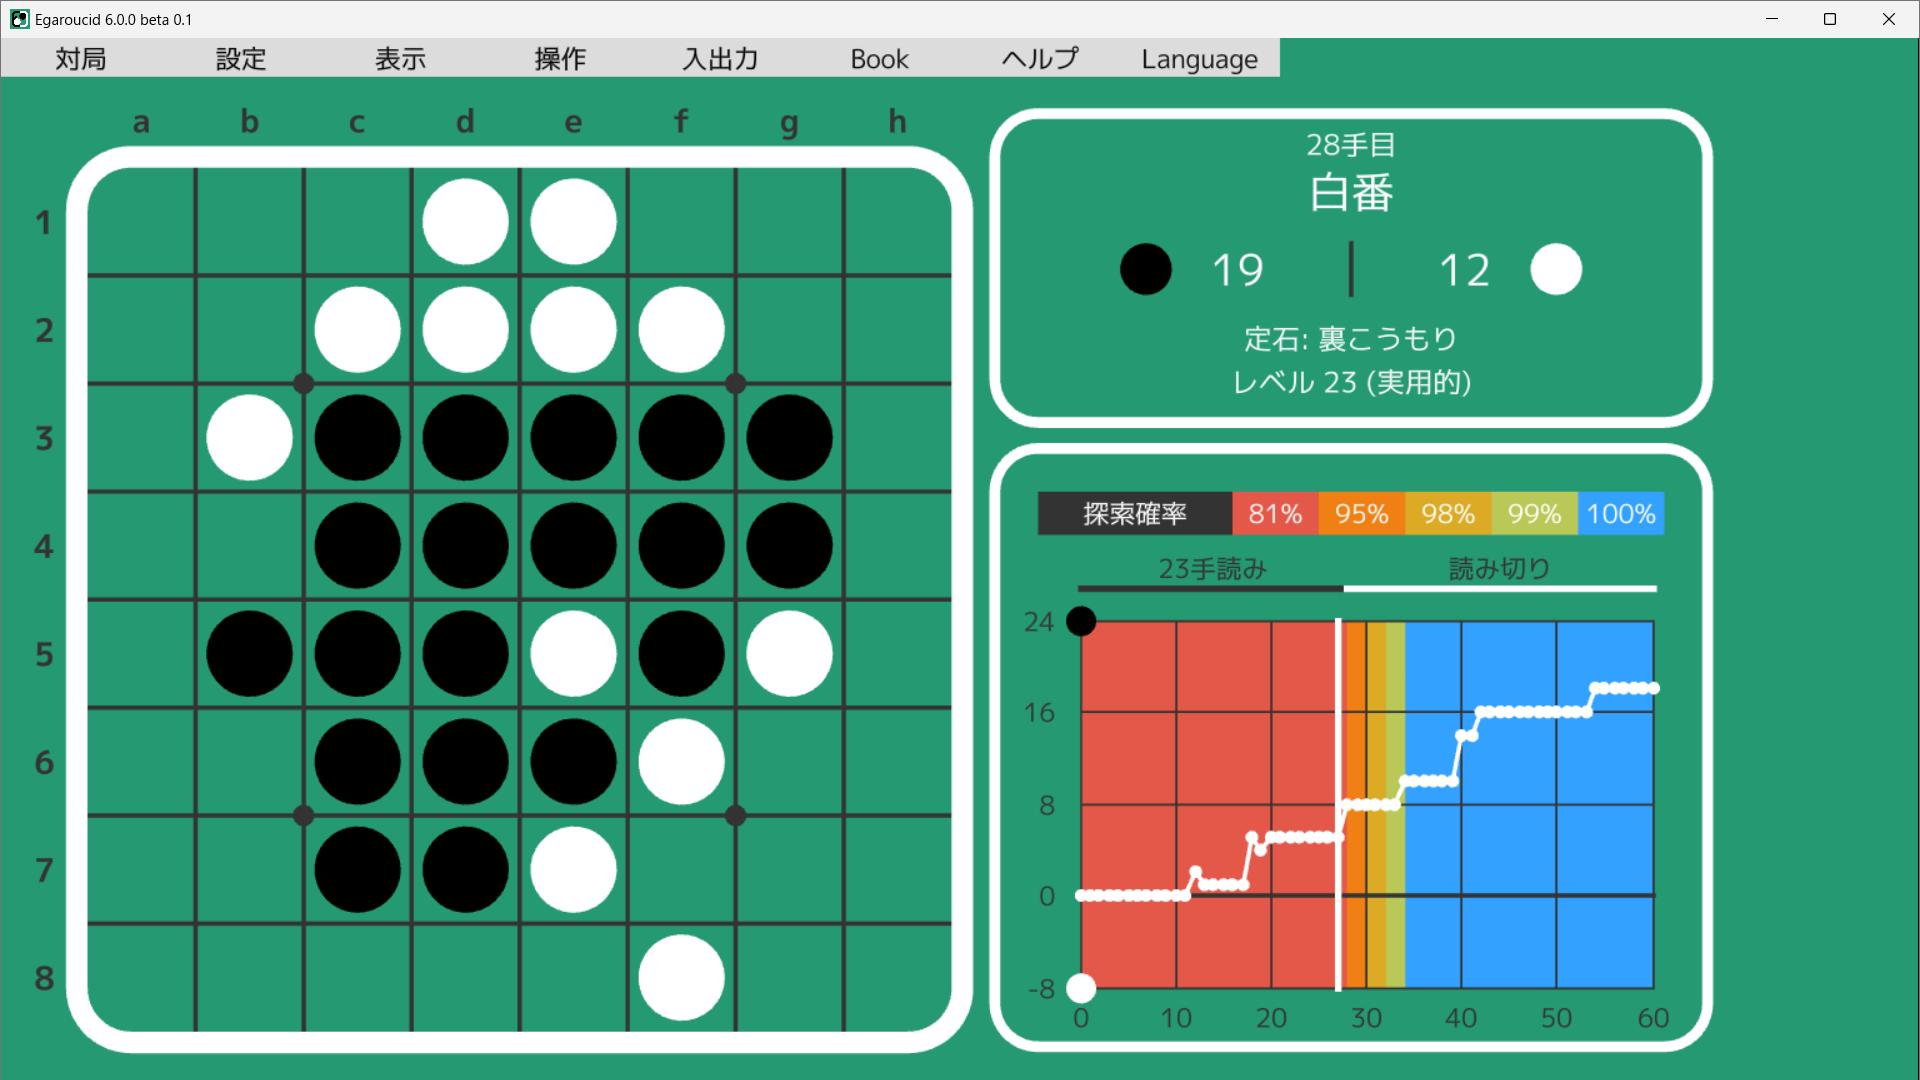 Egaroucid 6.0.0 beta 0.1
対局 設定 表示 操作 入出力 Book ヘルプ Language
a b c d e f g h
1
2
3
4
5
6
7
8
28手目
白番
19 12
定石: 裏こうもり
レベル 23 (実用的)
探索確率 81% 95% 98% 99% 100%
23手読み 読み切り
24
16
8
0
-8
0 10 20 30 40 50 60